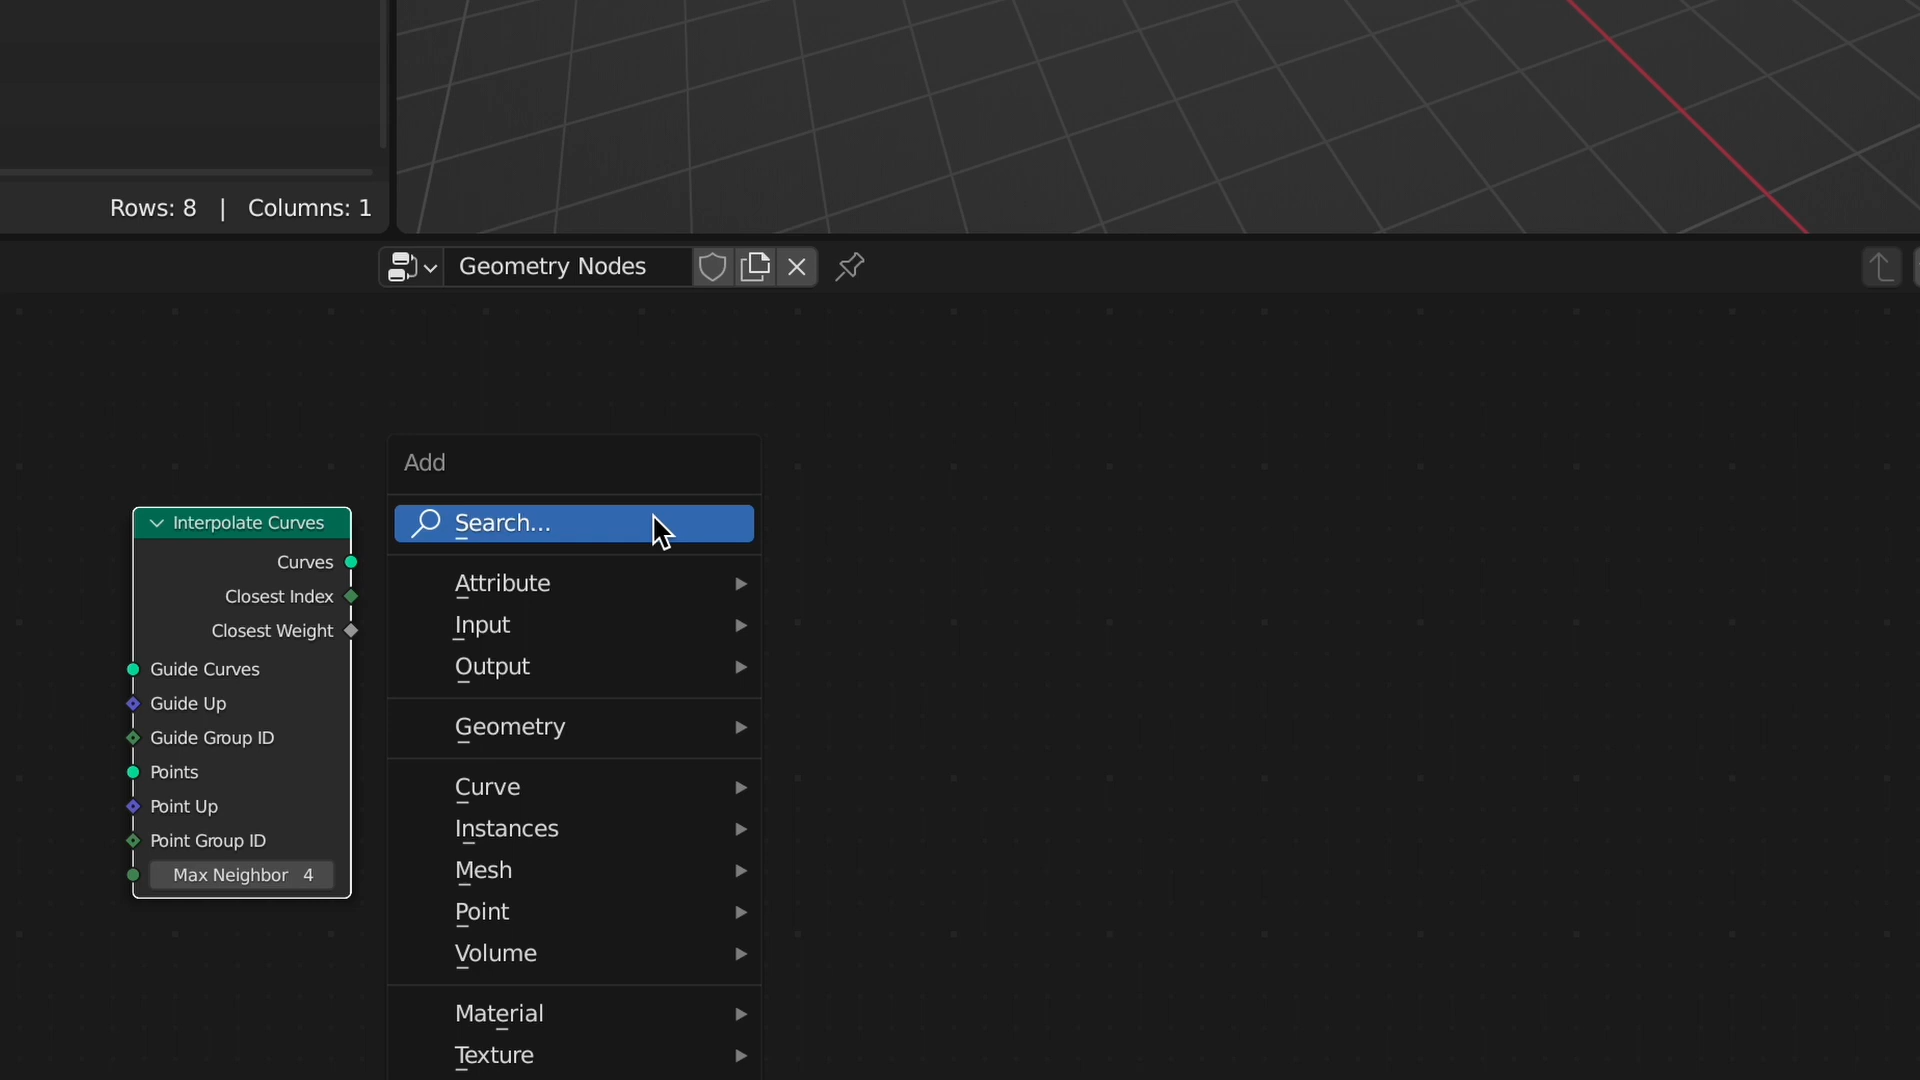 Rows: 8 | Columns: 1
Geometry Nodes
Add
Search...
Attribute
Input
Output
Geometry
Curve
Instances
Mesh
Point
Volume
Material
Texture
Interpolate Curves
Curves
Closest Index
Closest Weight
Guide Curves
Guide Up
Guide Group ID
Points
Point Up
Point Group ID
Max Neighbor 4